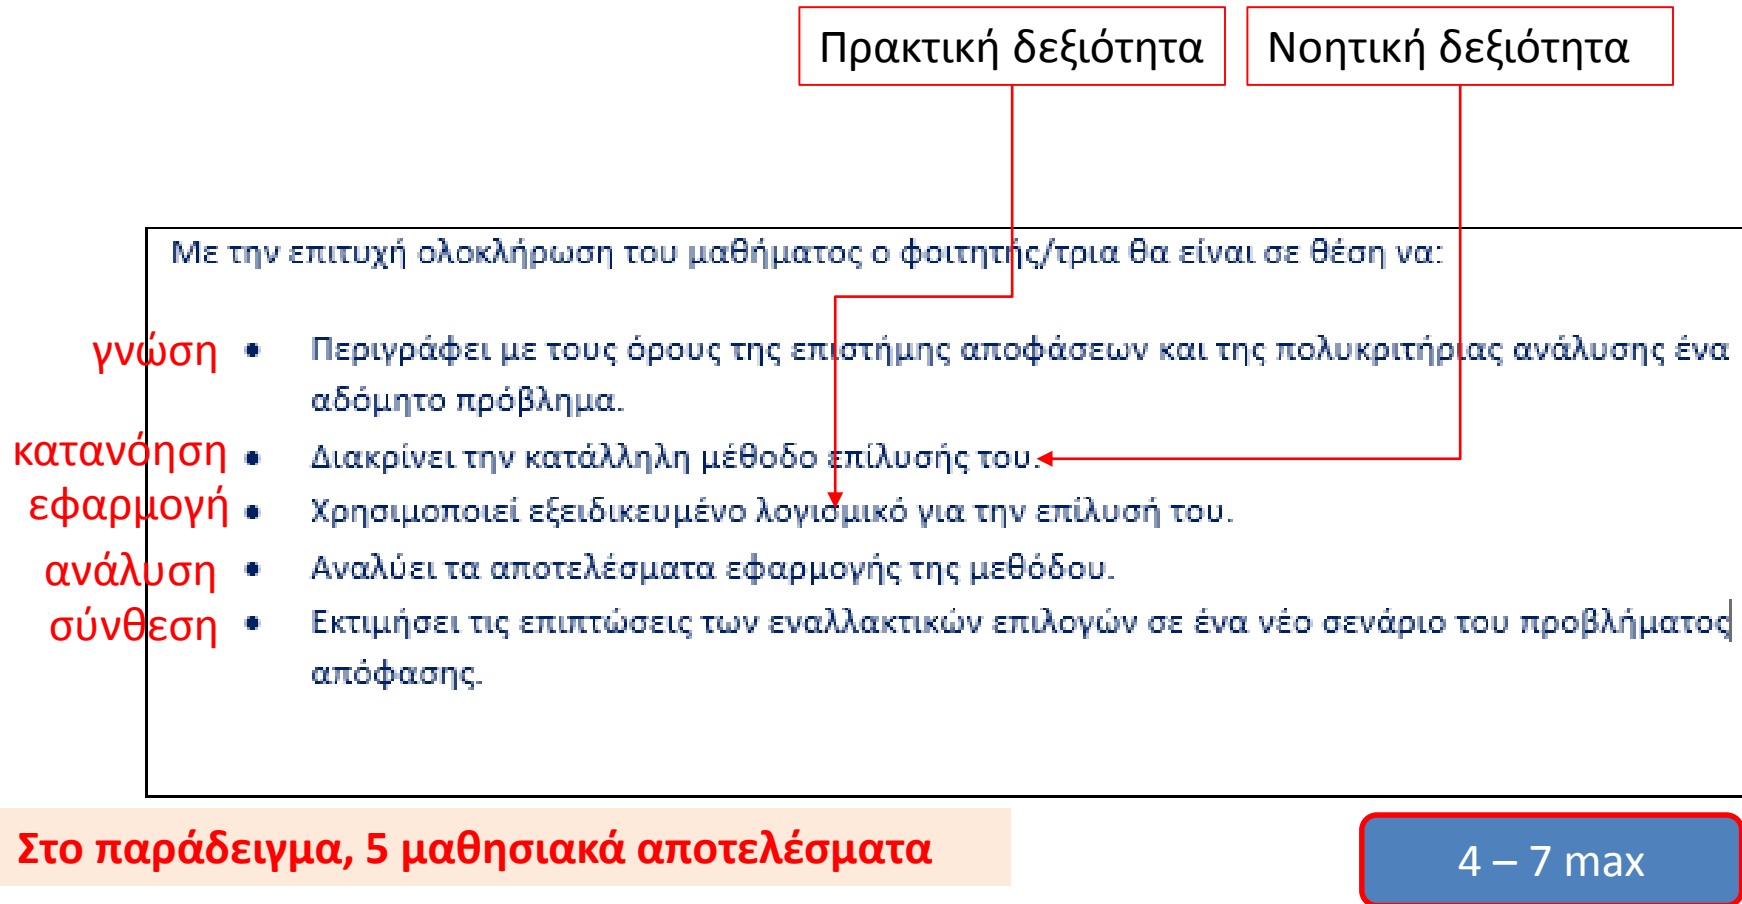 Πρακτική δεξιότητα
Νοητική δεξιότητα
Με την επιτυχή ολοκλήρωση του μαθήματος ο φοιτητής/τρια θα είναι σε θέση να:
γνώση • Περιγράφει με τους όρους της επιστήμης αποφάσεων και της πολυκριτήριας ανάλυσης ένα
αδόμητο πρόβλημα.
κατανόηση • Διακρίνει την κατάλληλη μέθοδο επίλυσής του.
εφαρμογή • Χρησιμοποιεί εξειδικευμένο λογισμικό για την επίλυσή του.
ανάλυση • Αναλύει τα αποτελέσματα εφαρμογής της μεθόδου.
σύνθεση • Εκτιμήσει τις επιπτώσεις των εναλλακτικών επιλογών σε ένα νέο σενάριο του προβλήματος
απόφασης.
Στο παράδειγμα, 5 μαθησιακά αποτελέσματα
4 – 7 max